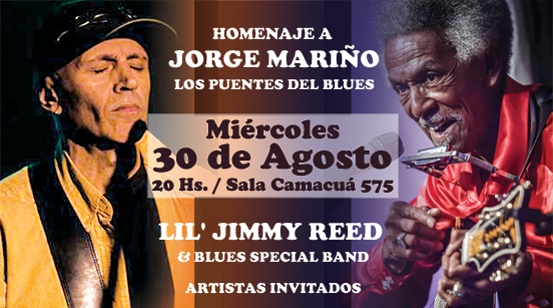 HOMENAJE A
JORGE MARIÑO
LOS PUENTES DEL BLUES
Miércoles
30 de Agosto
20 Hs. / Sala Camacuá 575
LIL' JIMMY REED
& BLUES SPECIAL BAND
ARTISTAS INVITADOS